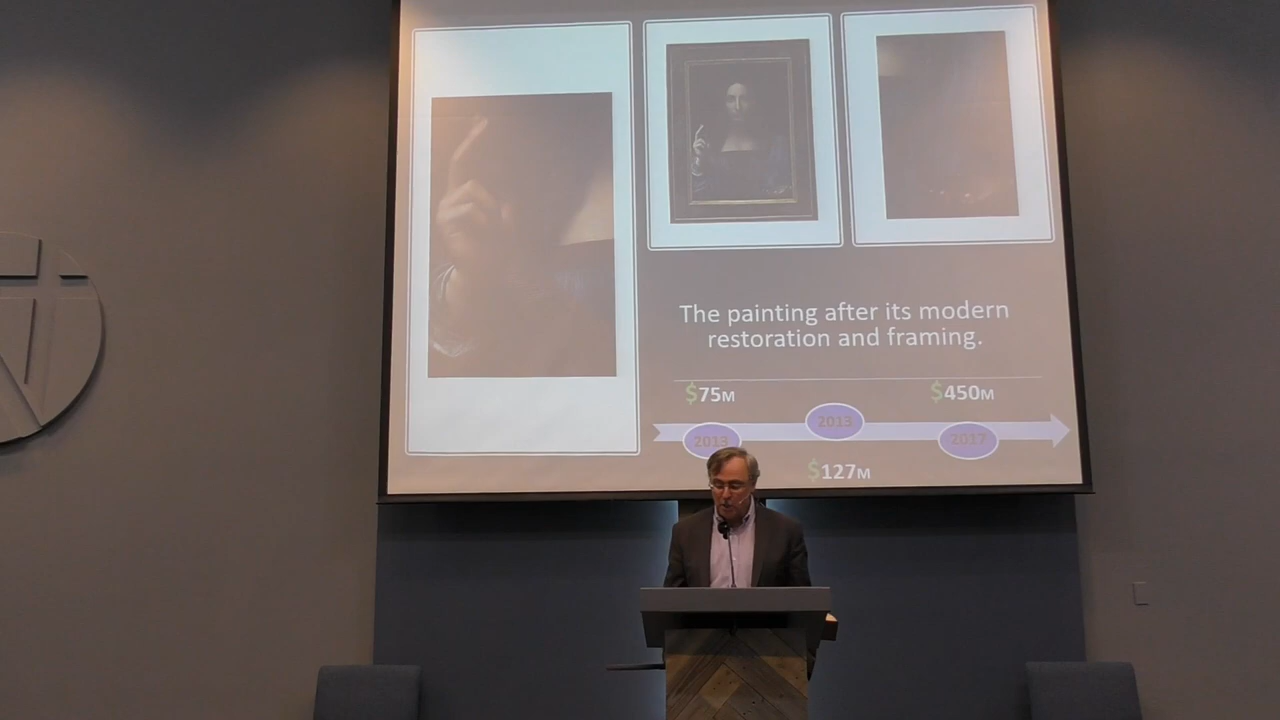 The painting after its modern
restoration and framing.
$75M
$450M
2013
2013
2017
$127M